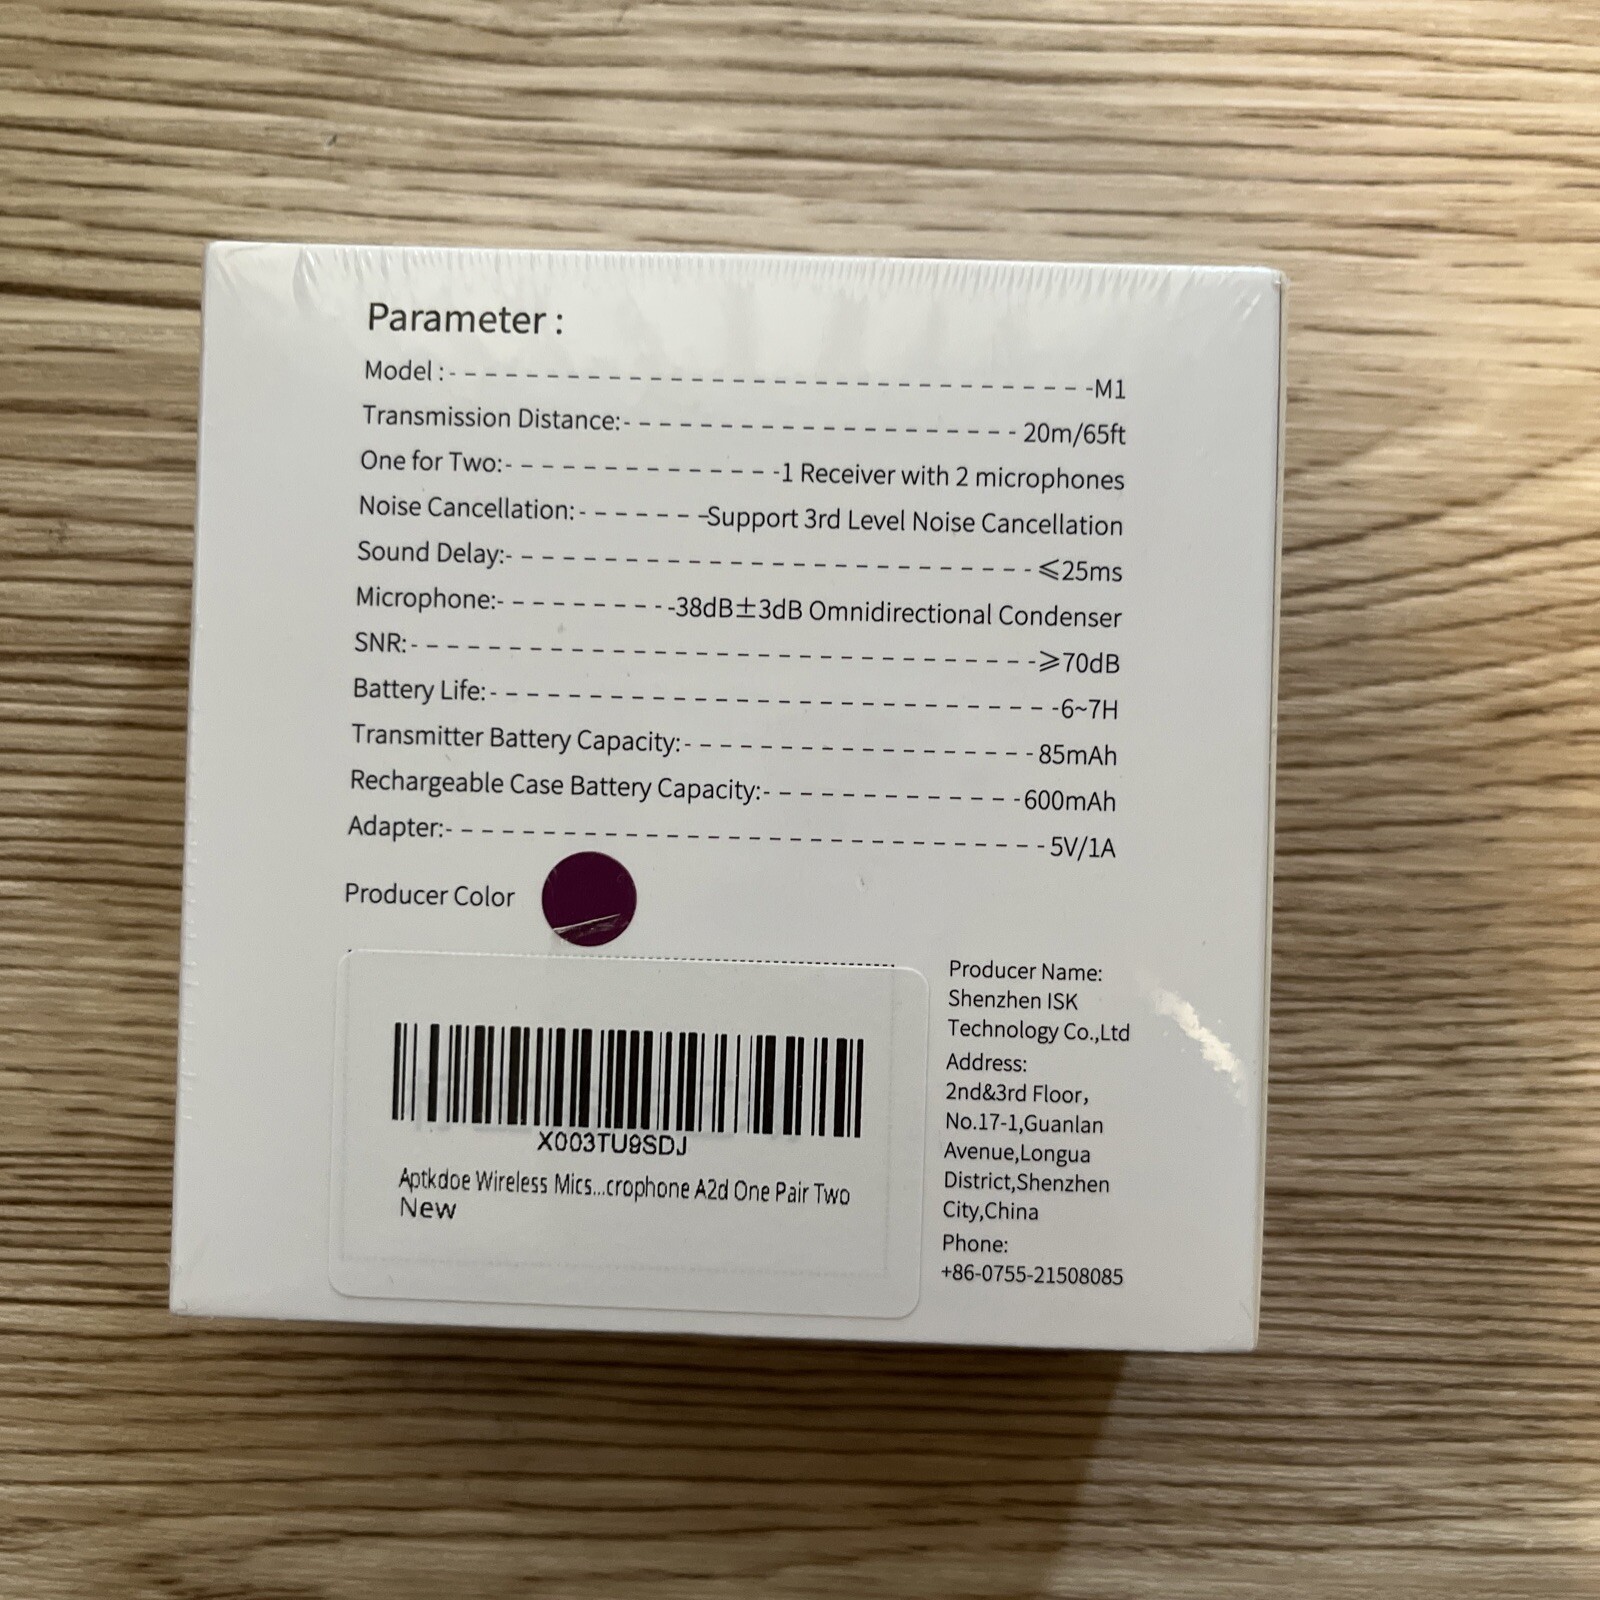 Parameter :
Model :- - - - - - - - - - - - - - - - - - - - - - - - - - - -M1
Transmission Distance:- - - - - - - - - - - - - - - - - - 20m/65ft
One for Two:- - - - - - - - - - - - -1 Receiver with 2 microphones
Noise Cancellation:- - - - - - -Support 3rd Level Noise Cancellation
Sound Delay:- - - - - - - - - - - - - - - - - - - - - - - ⩽25ms
Microphone:- - - - - - - - -38dB±3dB Omnidirectional Condenser
SNR:- - - - - - - - - - - - - - - - - - - - - - - - - - -⩾70dB
Battery Life:- - - - - - - - - - - - - - - - - - - - - - - -6~7H
Transmitter Battery Capacity:- - - - - - - - - - - - - - - - 85mAh
Rechargeable Case Battery Capacity:- - - - - - - - - - - -600mAh
Adapter:- - - - - - - - - - - - - - - - - - - - - - - - - - 5V/1A
Producer Color
X003TU9SDJ
Aptkdoe Wireless Mics...crophone A2d One Pair Two
New
Producer Name:
Shenzhen ISK
Technology Co.,Ltd
Address:
2nd&3rd Floor,
No.17-1,Guanlan
Avenue,Longua
District,Shenzhen
City,China
Phone:
+86-0755-21508085